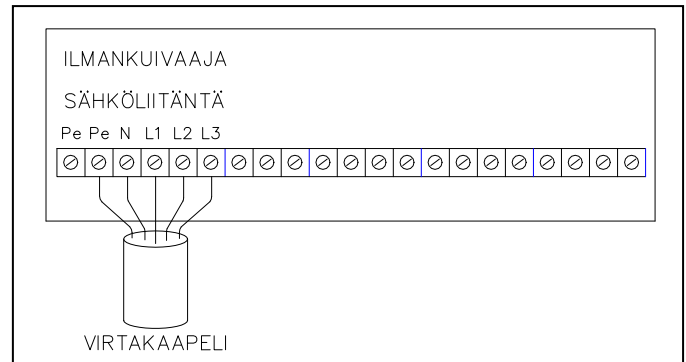 ILMANKUIVAAJA
SÄHKÖLIITÄNTÄ
Pe Pe N L1 L2 L3
VIRTAKAAPELI